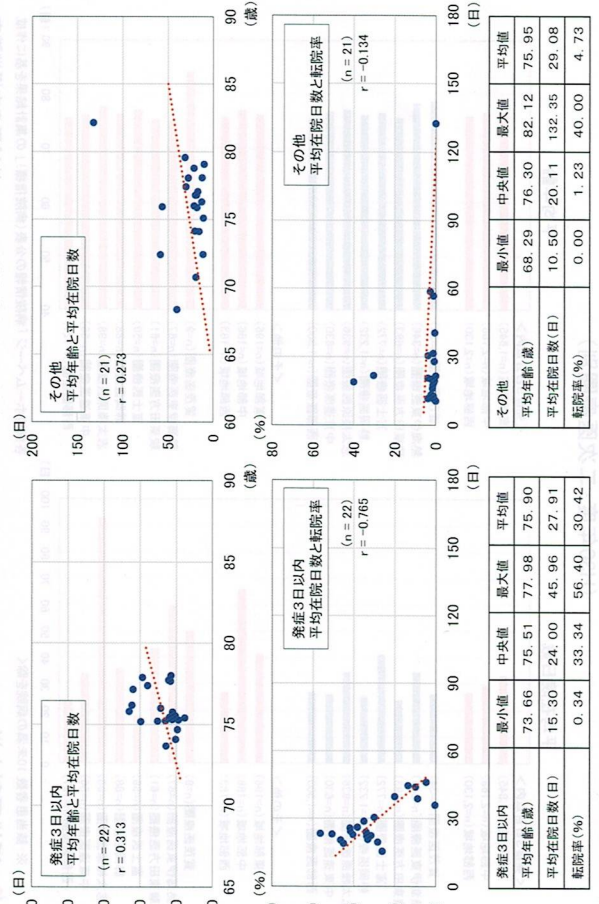 発症3日以内
平均年齢と平均在院日数
(n = 22)
r = 0.313
(日)
65 70 75 80 85 90
(歳)
その他
平均年齢と平均在院日数
(n = 21)
r = 0.273
(日)
200
150
100
50
0
60 65 70 75 80 85 90
(歳)
発症3日以内
平均在院日数と転院率
(n = 22)
r = −0.765
(%)
0 30 60 90 120 150 180
(日)
その他
平均在院日数と転院率
(n = 21)
r = −0.134
(%)
80
60
40
20
0
0 30 60 90 120 150 180
(日)
発症3日以内 最小値 中央値 最大値 平均値
平均年齢(歳) 73.66 75.51 77.98 75.90
平均在院日数(日) 15.30 24.00 45.96 27.91
転院率(%) 0.34 33.34 56.40 30.42
その他 最小値 中央値 最大値 平均値
平均年齢(歳) 68.29 76.30 82.12 75.95
平均在院日数(日) 10.50 20.11 132.35 29.08
転院率(%) 0.00 1.23 40.00 4.73